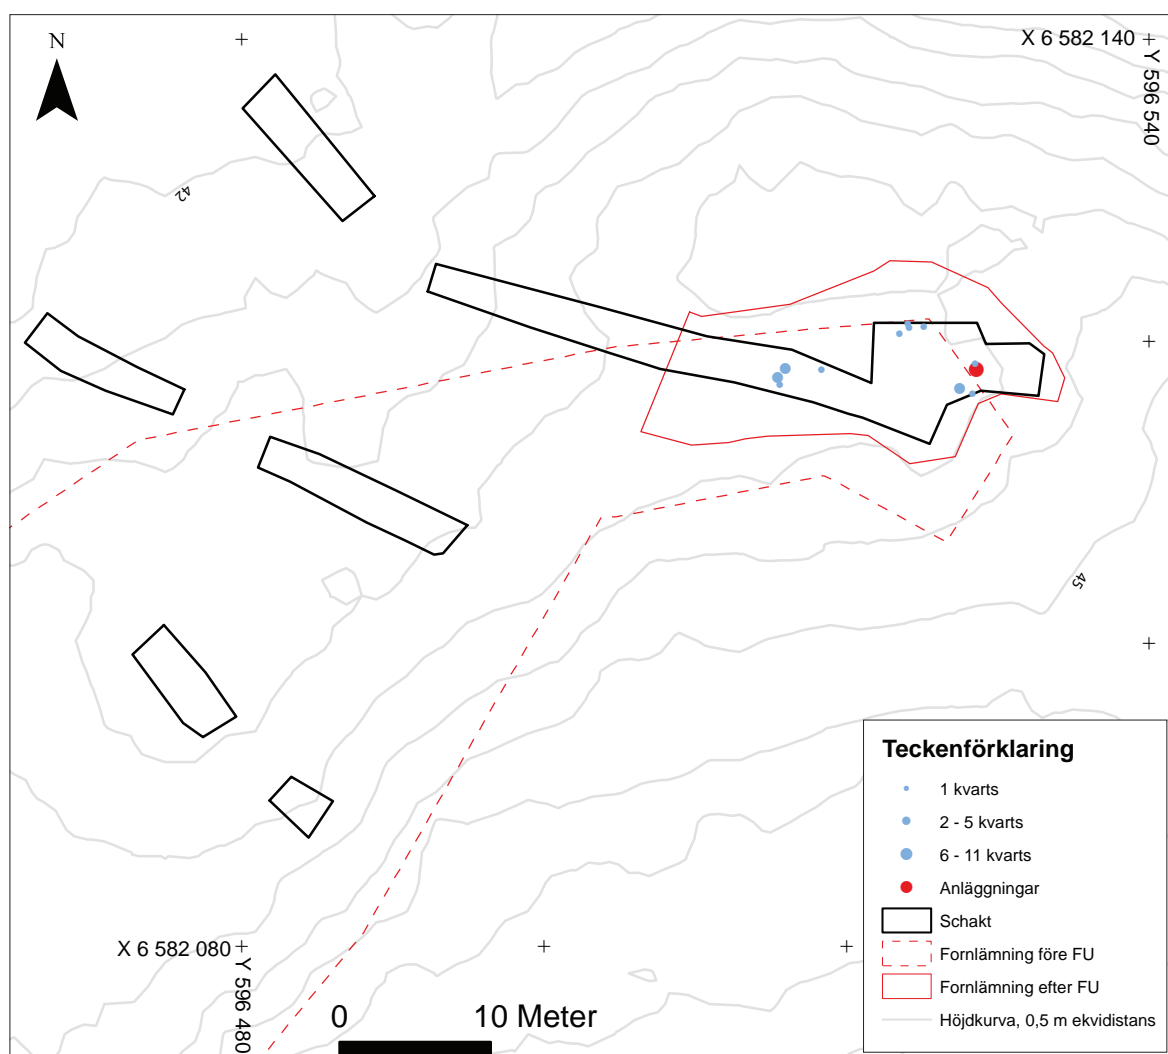 N
X 6 582 140
Y 596 540
42
45
X 6 582 080
Y 596 480
0 10 Meter
Teckenförklaring
1 kvarts
2 - 5 kvarts
6 - 11 kvarts
Anläggningar
Schakt
Fornlämning före FU
Fornlämning efter FU
Höjdkurva, 0,5 m ekvidistans